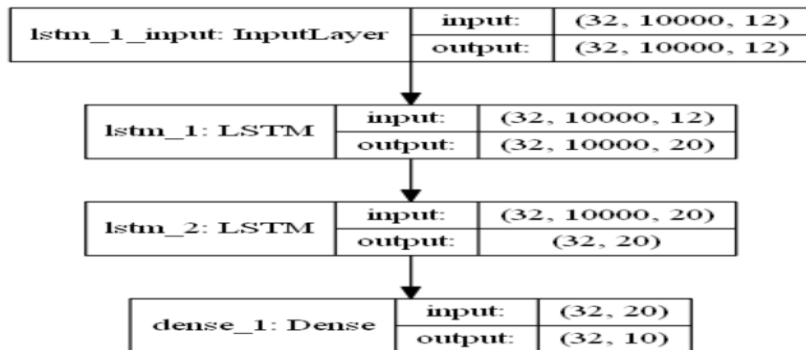 lstm_1_input: InputLayer
input: (32, 10000, 12)
output: (32, 10000, 12)
lstm_1: LSTM
input: (32, 10000, 12)
output: (32, 10000, 20)
lstm_2: LSTM
input: (32, 10000, 20)
output: (32, 20)
dense_1: Dense
input: (32, 20)
output: (32, 10)